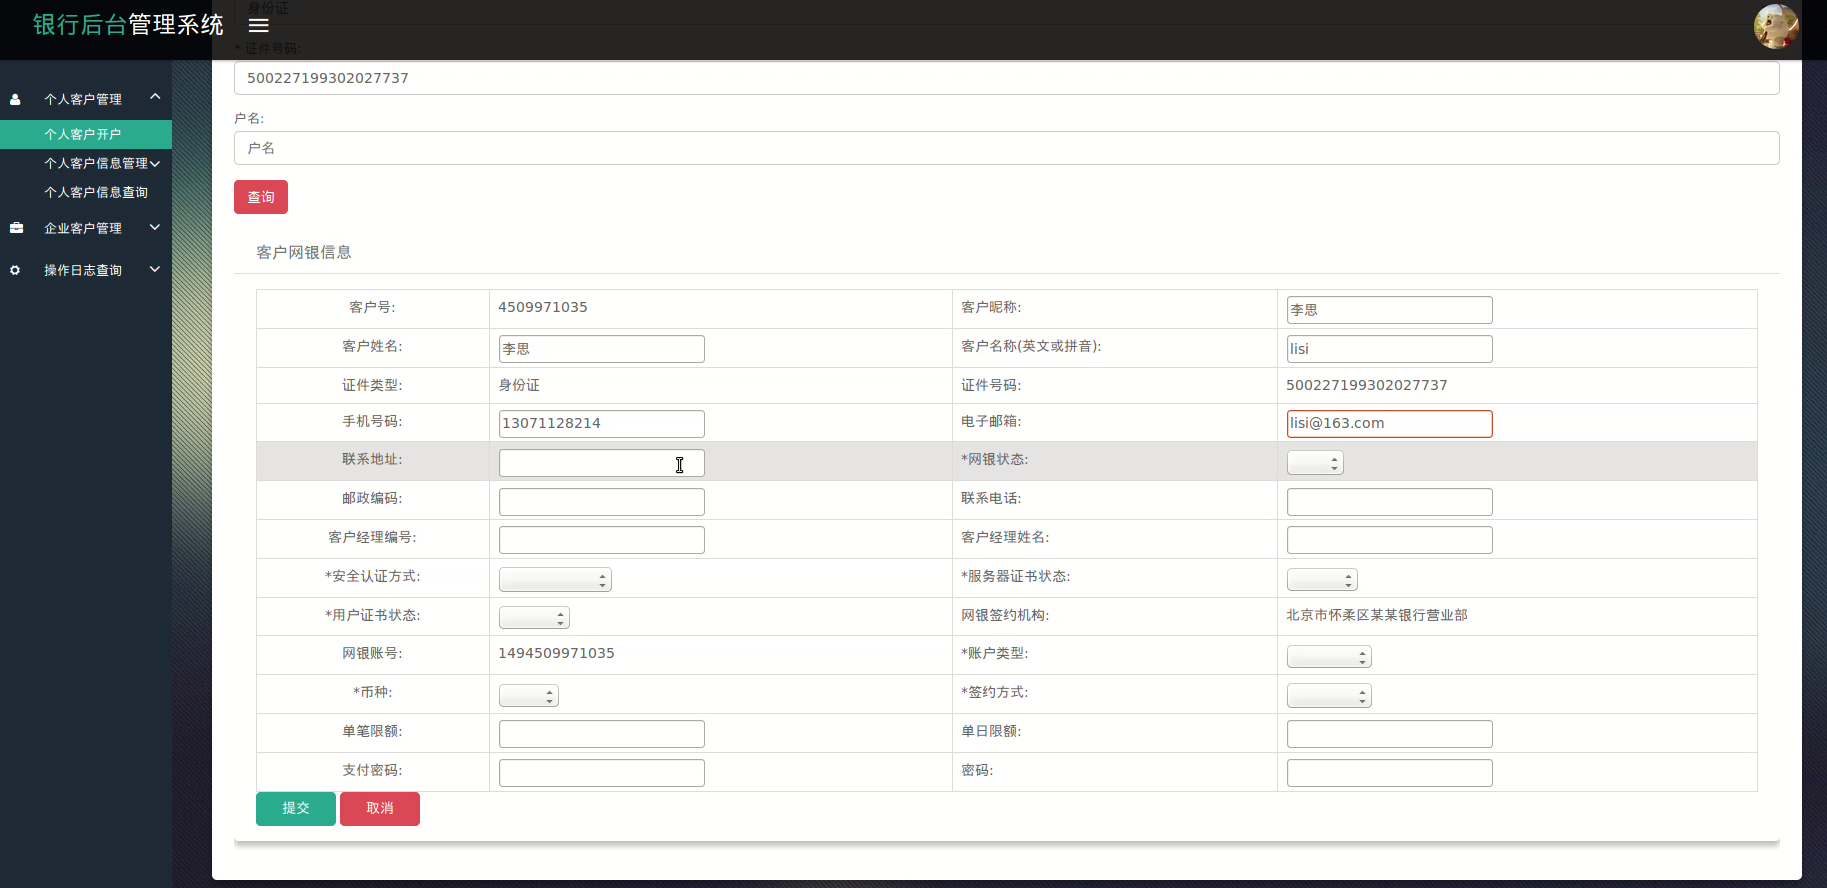 银行后台管理系统
身份证
* 证件号码:
500227199302027737
户名:
户名
查询
个人客户管理
个人客户开户
个人客户信息管理
个人客户信息查询
企业客户管理
操作日志查询
客户网银信息
客户号: 4509971035 客户昵称: 李思
客户姓名: 李思 客户名称(英文或拼音): lisi
证件类型: 身份证 证件号码: 500227199302027737
手机号码: 13071128214 电子邮箱: lisi@163.com
联系地址: *网银状态:
邮政编码: 联系电话:
客户经理编号: 客户经理姓名:
*安全认证方式: *服务器证书状态:
*用户证书状态: 网银签约机构: 北京市怀柔区某某银行营业部
网银账号: 1494509971035 *账户类型:
*币种: *签约方式:
单笔限额: 单日限额:
支付密码: 密码:
提交 取消